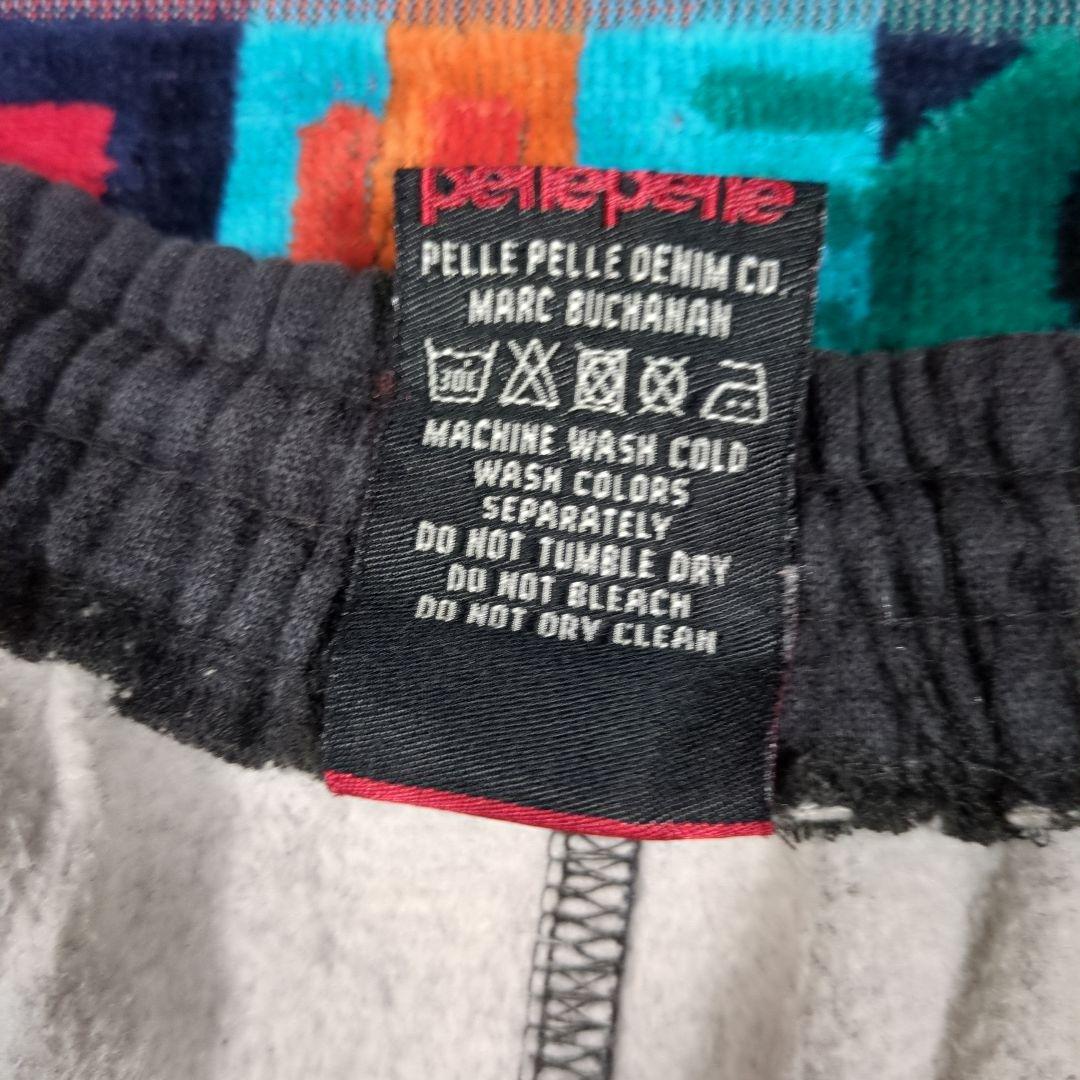 pellepelle
PELLE PELLE DENIM CO.
MARC BUCHANAN
30C
MACHINE WASH COLD
WASH COLORS
SEPARATELY
DO NOT TUMBLE DRY
DO NOT BLEACH
DO NOT DRY CLEAN